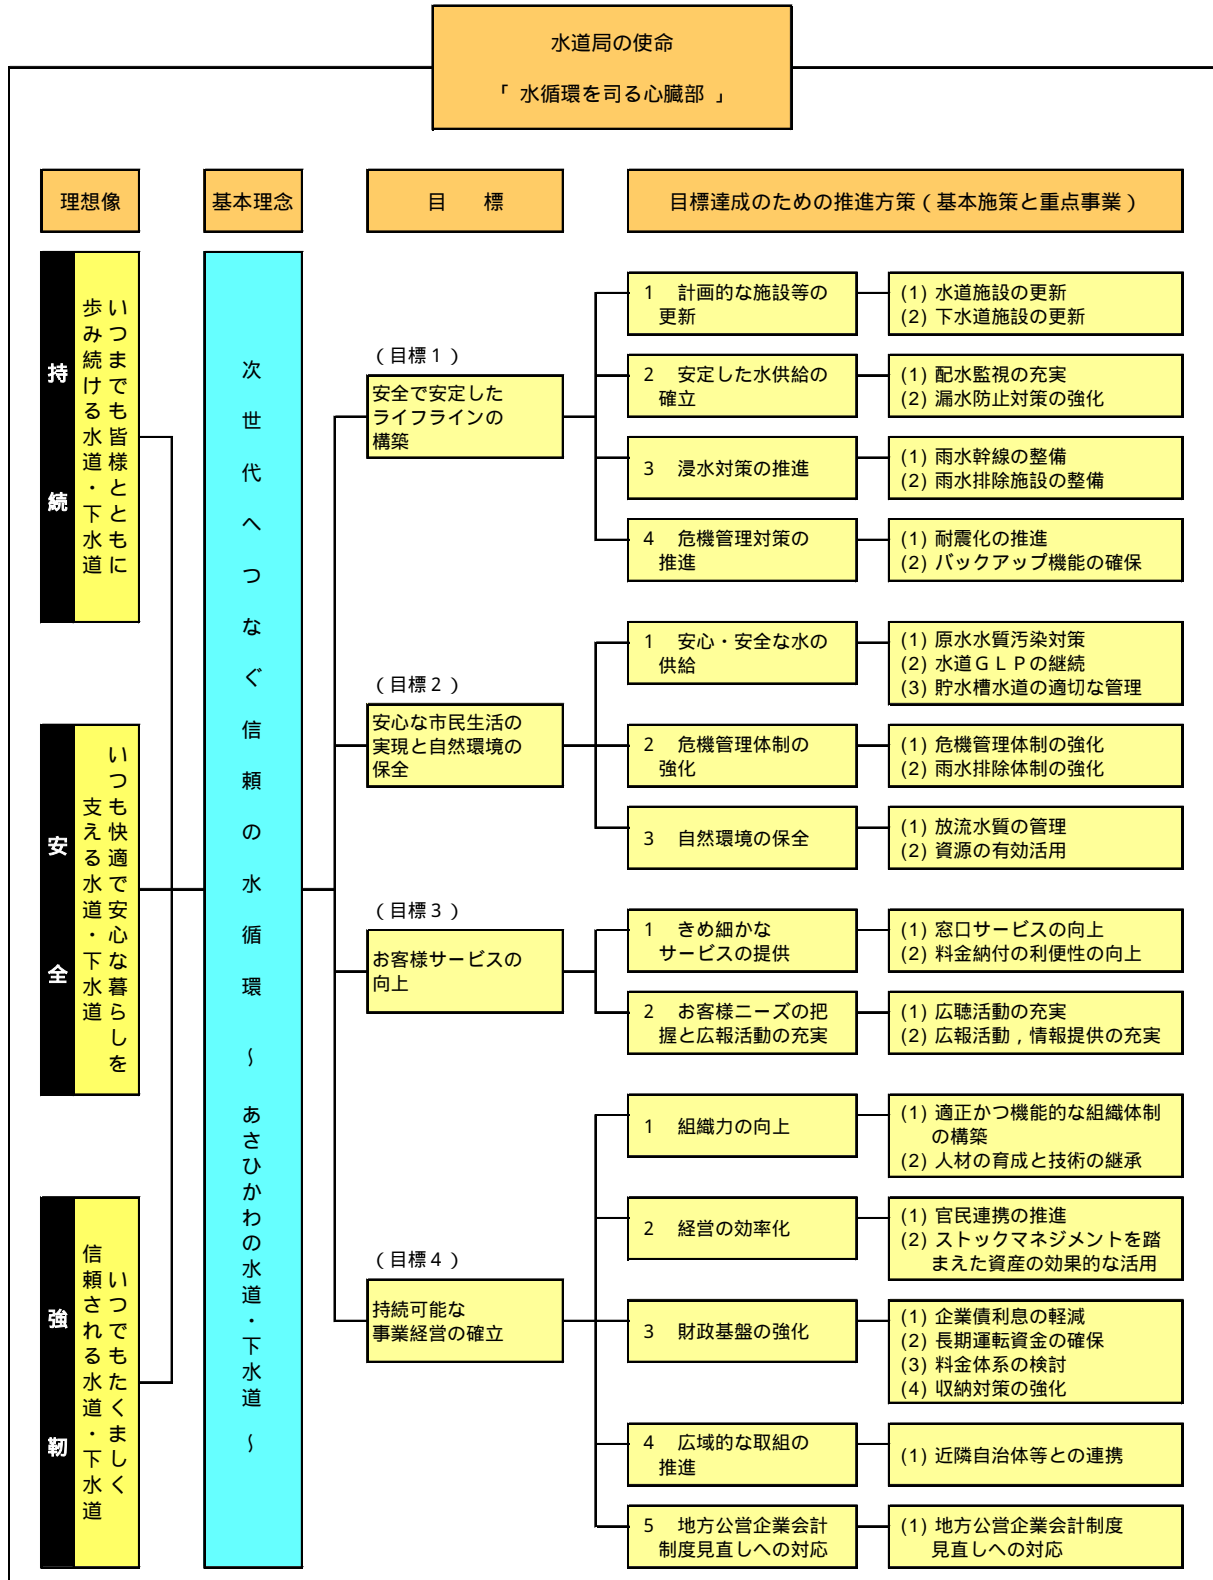 水道局の使命
「 水循環を司る心臓部 」
理想像
基本理念
目　標
目標達成のための推進方策(基本施策と重点事業)
持続
いつまでも皆様とともに
歩み続ける水道・下水道
安全
いつも快適で安心な暮らしを
支える水道・下水道
強靭
いつでもたくましく
信頼される水道・下水道
次世代へつなぐ信頼の水循環 ~ あさひかわの水道・下水道 ~
(目標1)
安全で安定した
ライフラインの
構築
1 計画的な施設等の
更新
(1) 水道施設の更新
(2) 下水道施設の更新
2 安定した水供給の
確立
(1) 配水監視の充実
(2) 漏水防止対策の強化
3 浸水対策の推進
(1) 雨水幹線の整備
(2) 雨水排除施設の整備
4 危機管理対策の
推進
(1) 耐震化の推進
(2) バックアップ機能の確保
(目標2)
安心な市民生活の
実現と自然環境の
保全
1 安心・安全な水の
供給
(1) 原水水質汚染対策
(2) 水道GLPの継続
(3) 貯水槽水道の適切な管理
2 危機管理体制の
強化
(1) 危機管理体制の強化
(2) 雨水排除体制の強化
3 自然環境の保全
(1) 放流水質の管理
(2) 資源の有効活用
(目標3)
お客様サービスの
向上
1 きめ細かな
サービスの提供
(1) 窓口サービスの向上
(2) 料金納付の利便性の向上
2 お客様ニーズの把
握と広報活動の充実
(1) 広聴活動の充実
(2) 広報活動,情報提供の充実
(目標4)
持続可能な
事業経営の確立
1 組織力の向上
(1) 適正かつ機能的な組織体制
の構築
(2) 人材の育成と技術の継承
2 経営の効率化
(1) 官民連携の推進
(2) ストックマネジメントを踏
まえた資産の効果的な活用
3 財政基盤の強化
(1) 企業債利息の軽減
(2) 長期運転資金の確保
(3) 料金体系の検討
(4) 収納対策の強化
4 広域的な取組の
推進
(1) 近隣自治体等との連携
5 地方公営企業会計
制度見直しへの対応
(1) 地方公営企業会計制度
見直しへの対応